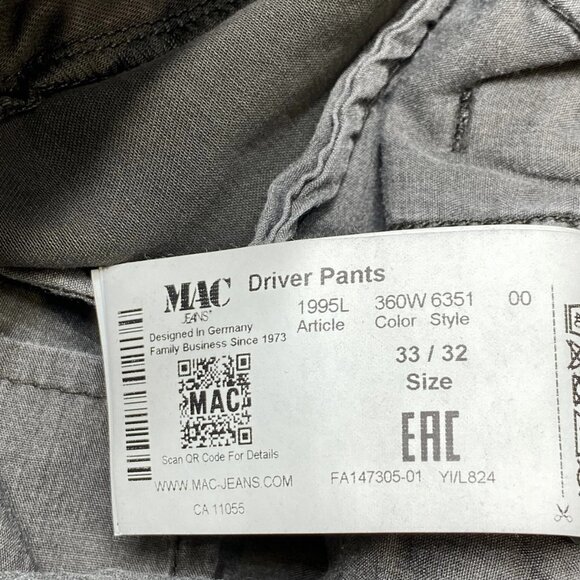 MAC
JEANS
Driver Pants
1995L 360W 6351 00
Article Color Style
Designed In Germany
Family Business Since 1973
33 / 32
Size
MAC
EAC
Scan QR Code For Details
WWW.MAC-JEANS.COM
FA147305-01 YI/L824
CA 11055